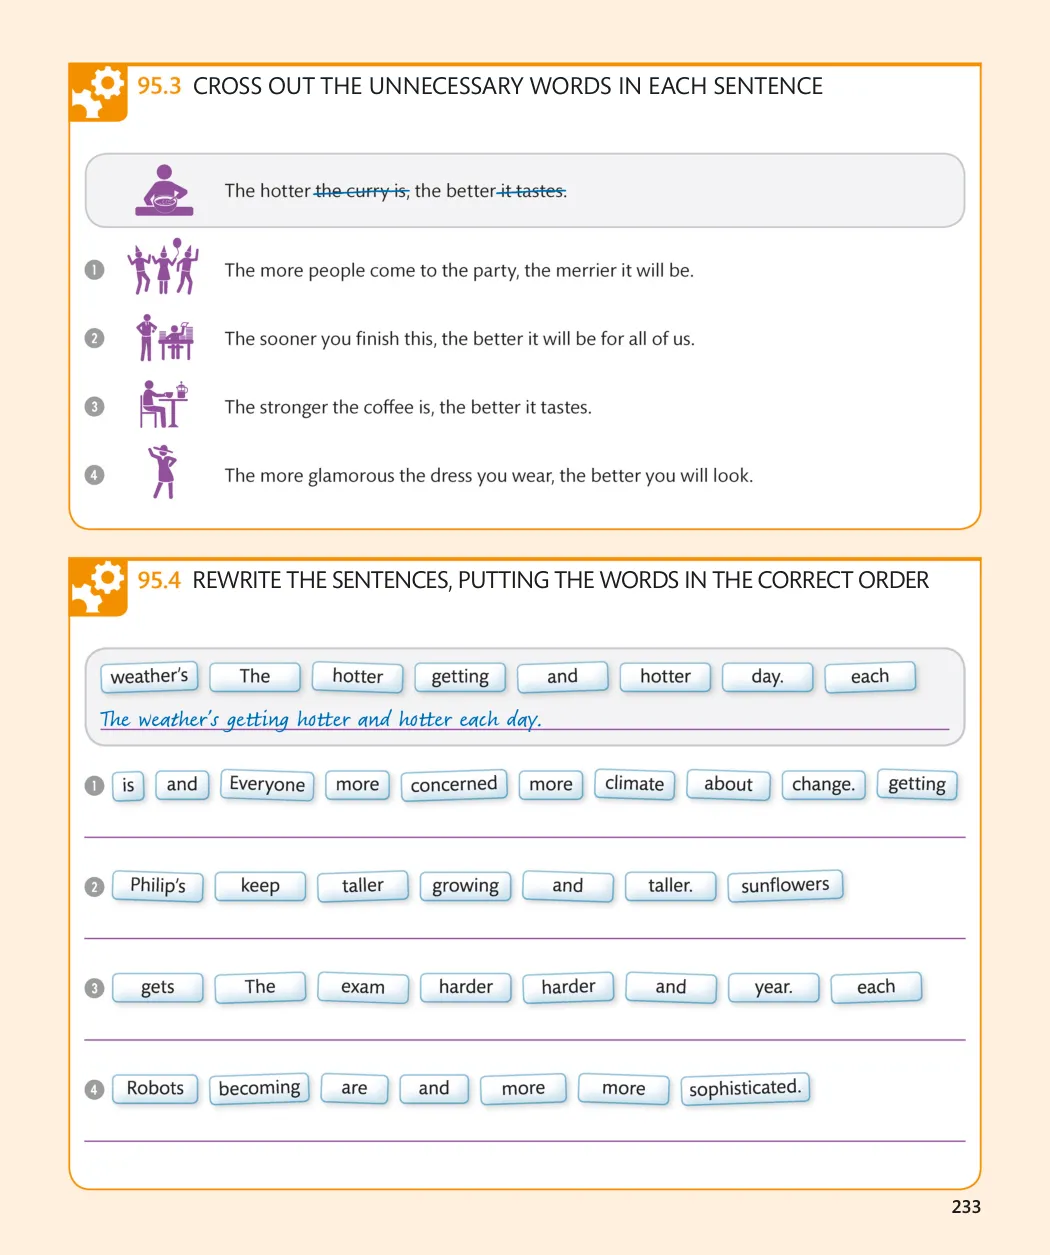 95.3 CROSS OUT THE UNNECESSARY WORDS IN EACH SENTENCE
The hotter the curry is, the better it tastes.
1 The more people come to the party, the merrier it will be.
2 The sooner you finish this, the better it will be for all of us.
3 The stronger the coffee is, the better it tastes.
4 The more glamorous the dress you wear, the better you will look.
95.4 REWRITE THE SENTENCES, PUTTING THE WORDS IN THE CORRECT ORDER
weather's The hotter getting and hotter day. each
The weather's getting hotter and hotter each day.
1 is and Everyone more concerned more climate about change. getting
2 Philip's keep taller growing and taller. sunflowers
3 gets The exam harder harder and year. each
4 Robots becoming are and more more sophisticated.
233